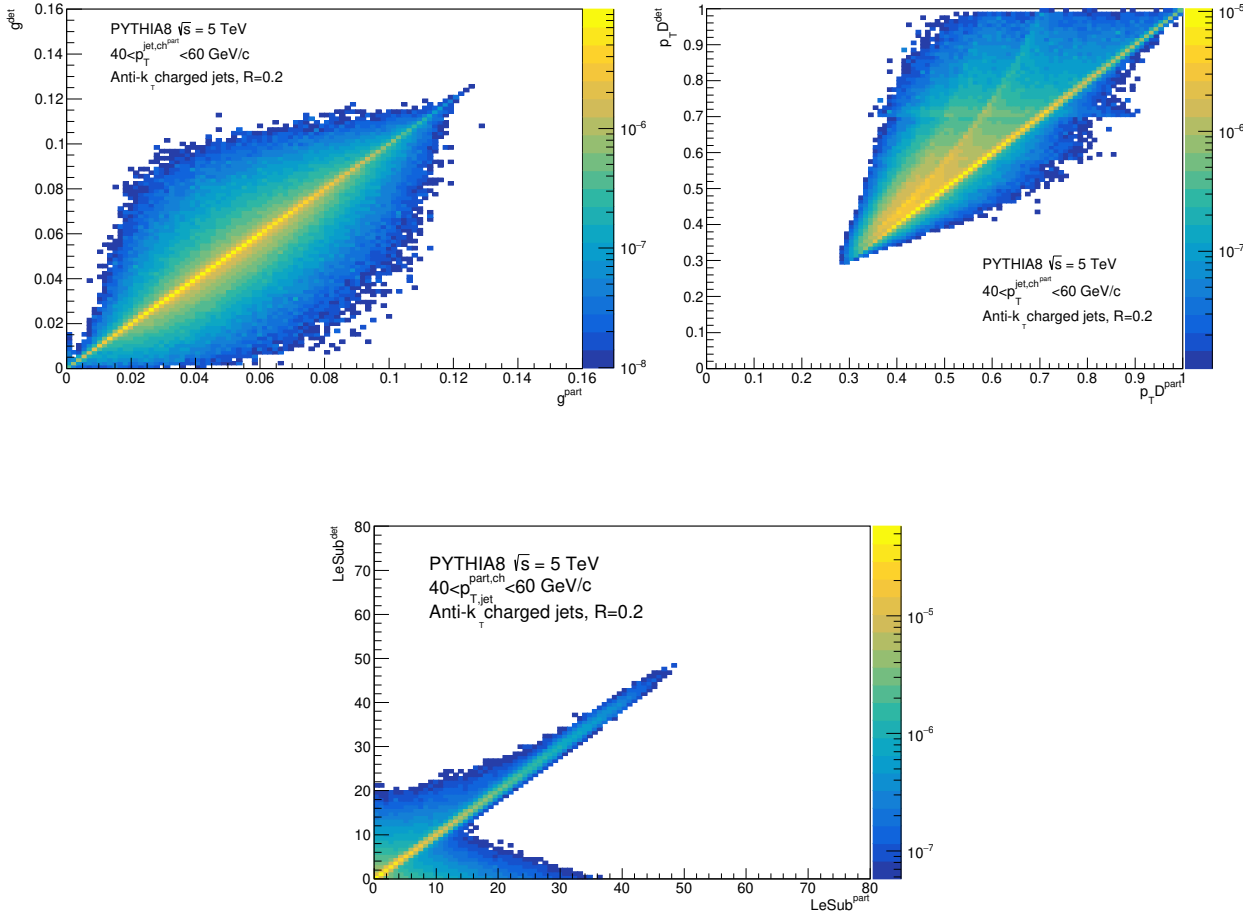 g^det
0.16
0.14
0.12
0.1
0.08
0.06
0.04
0.02
0
PYTHIA8 √s = 5 TeV
40<p_T^jet,ch^part <60 GeV/c
Anti-k_T charged jets, R=0.2
0 0.02 0.04 0.06 0.08 0.1 0.12 0.14 0.16
g^part
10^−6
10^−7
10^−8
p_T D^det
1
0.9
0.8
0.7
0.6
0.5
0.4
0.3
0.2
0.1
0
PYTHIA8 √s = 5 TeV
40<p_T^jet,ch^part <60 GeV/c
Anti-k_T charged jets, R=0.2
0 0.1 0.2 0.3 0.4 0.5 0.6 0.7 0.8 0.9 1
p_T D^part
10^−5
10^−6
10^−7
LeSub^det
80
70
60
50
40
30
20
10
0
PYTHIA8 √s = 5 TeV
40<p_T,jet^part,ch <60 GeV/c
Anti-k_T charged jets, R=0.2
0 10 20 30 40 50 60 70 80
LeSub^part
10^−5
10^−6
10^−7